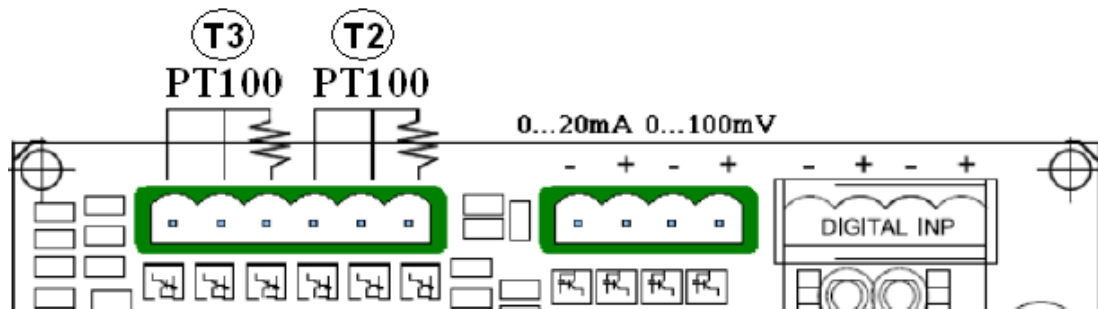 T3 T2
PT100 PT100
0...20mA 0...100mV
- + - + - + - +
DIGITAL INP